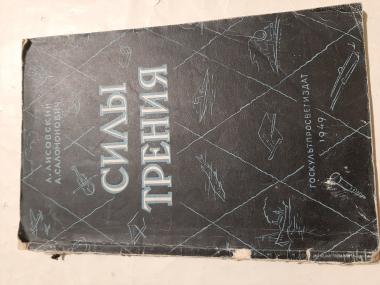 Л. ЛИСОВСКИЙ
А. САЛОМОНОВИЧ
СИЛЫ
ТРЕНИЯ
ГОСКУЛЬТПРОСВЕТИЗДАТ
1949